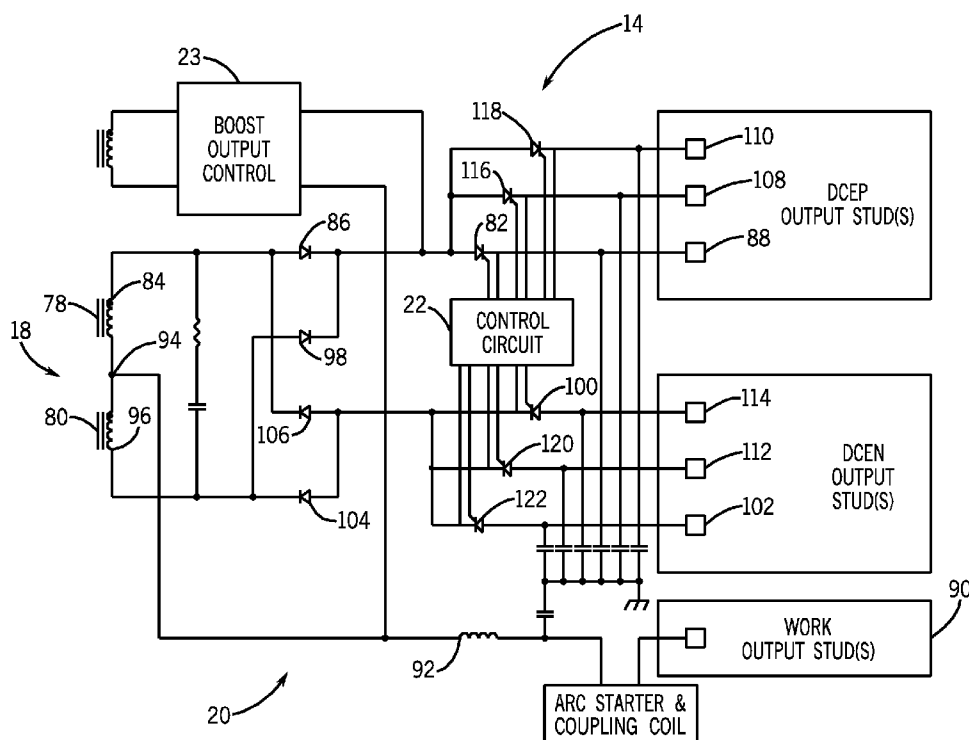 14
23
BOOST
OUTPUT
CONTROL
118
116
82
86
110
108
88
DCEP
OUTPUT STUD(S)
84
78
18
94
22
CONTROL
CIRCUIT
98
100
80
96
106
120
114
112
102
DCEN
OUTPUT
STUD(S)
104
122
90
WORK
OUTPUT STUD(S)
92
20
ARC STARTER &
COUPLING COIL